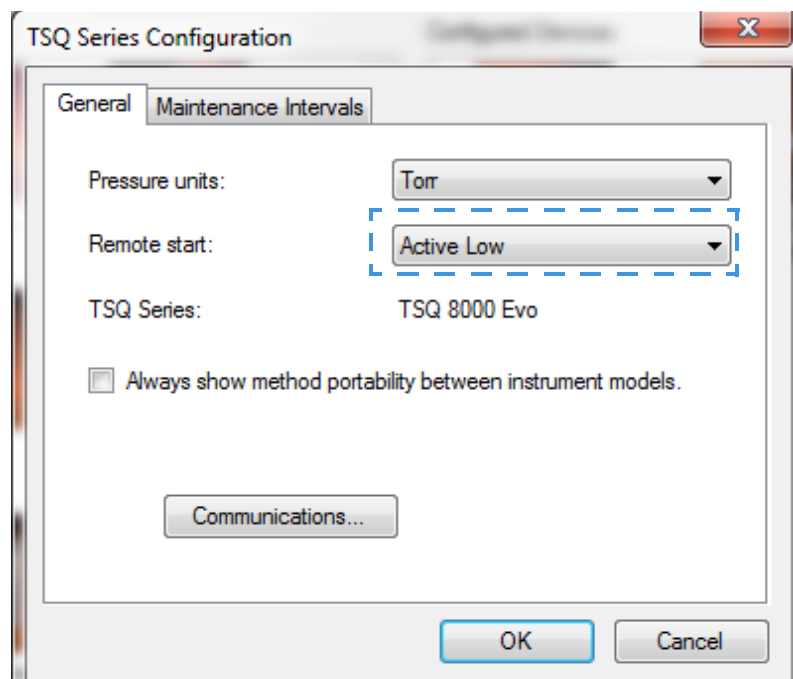 TSQ Series Configuration
General
Maintenance Intervals
Pressure units:
Torr
Remote start:
Active Low
TSQ Series:
TSQ 8000 Evo
Always show method portability between instrument models.
Communications...
OK
Cancel